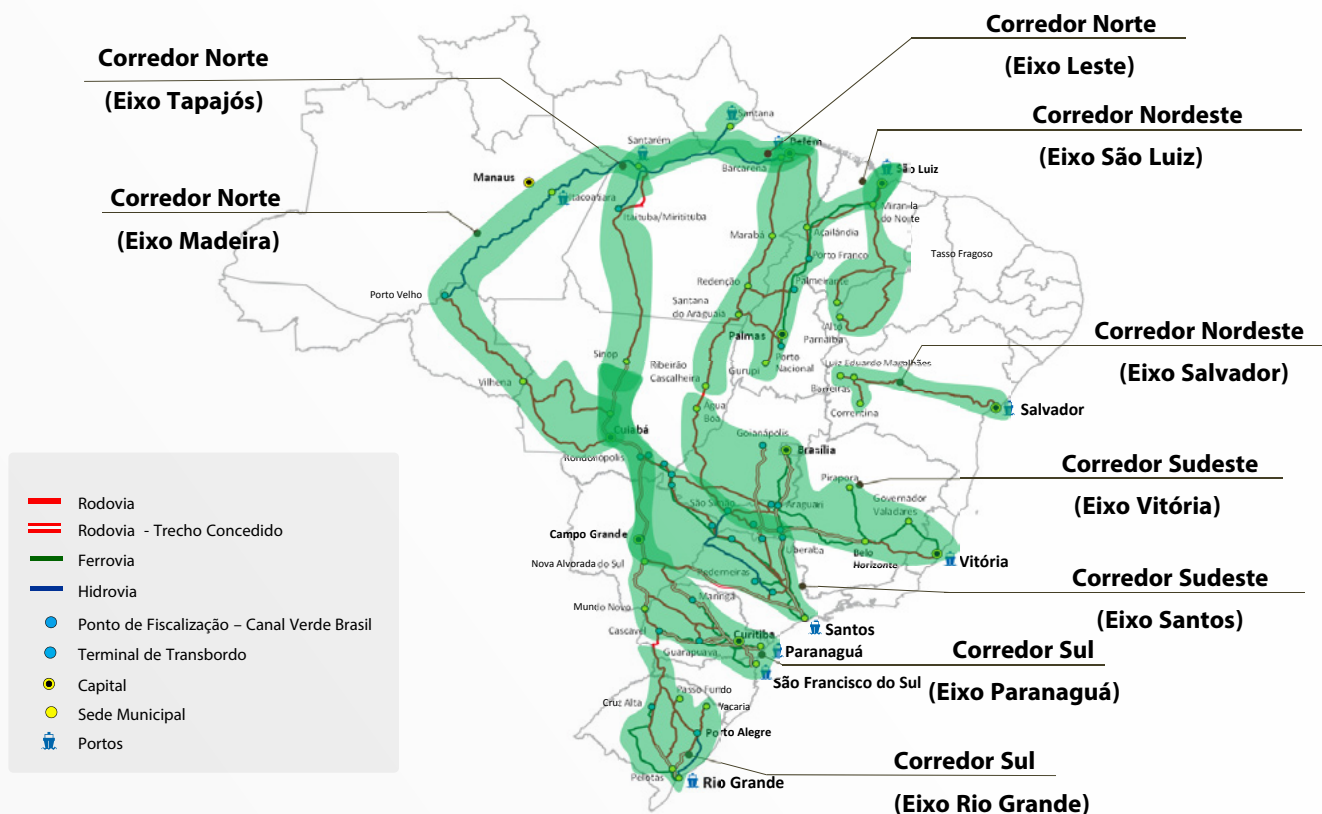 Corredor Norte
(Eixo Tapajós)
Corredor Norte
(Eixo Leste)
Corredor Nordeste
(Eixo São Luiz)
Corredor Norte
(Eixo Madeira)
Corredor Nordeste
(Eixo Salvador)
Corredor Sudeste
(Eixo Vitória)
Corredor Sudeste
(Eixo Santos)
Corredor Sul
(Eixo Paranaguá)
Corredor Sul
(Eixo Rio Grande)
Santana
Santarém
Belém
Barcarena
São Luiz
Manaus
Itacoatiara
Itaituba/Miritituba
Miranda
do Norte
Marabá
Açailândia
Porto Franco
Tasso Fragoso
Porto Velho
Redenção
Palmeirante
Santana
do Araguaia
Alto
Parnaíba
Palmas
Porto
Nacional
Sinop
Ribeirão
Cascalheira
Gurupi
Luiz Eduardo Magalhães
Vilhena
Barreiras
Correntina
Salvador
Água
Boa
Cuiabá
Goianápolis
Brasília
Rondonópolis
Pirapora
Governador
Valadares
São Simão
Araguari
Campo Grande
Uberaba
Belo
Horizonte
Vitória
Nova Alvorada do Sul
Pederneiras
Maringá
Mundo Novo
Santos
Cascavel
Curitiba
Guarapuava
Paranaguá
São Francisco do Sul
Passo Fundo
Cruz Alta
Vacaria
Porto Alegre
Pelotas
Rio Grande
Rodovia
Rodovia - Trecho Concedido
Ferrovia
Hidrovia
Ponto de Fiscalização – Canal Verde Brasil
Terminal de Transbordo
Capital
Sede Municipal
Portos